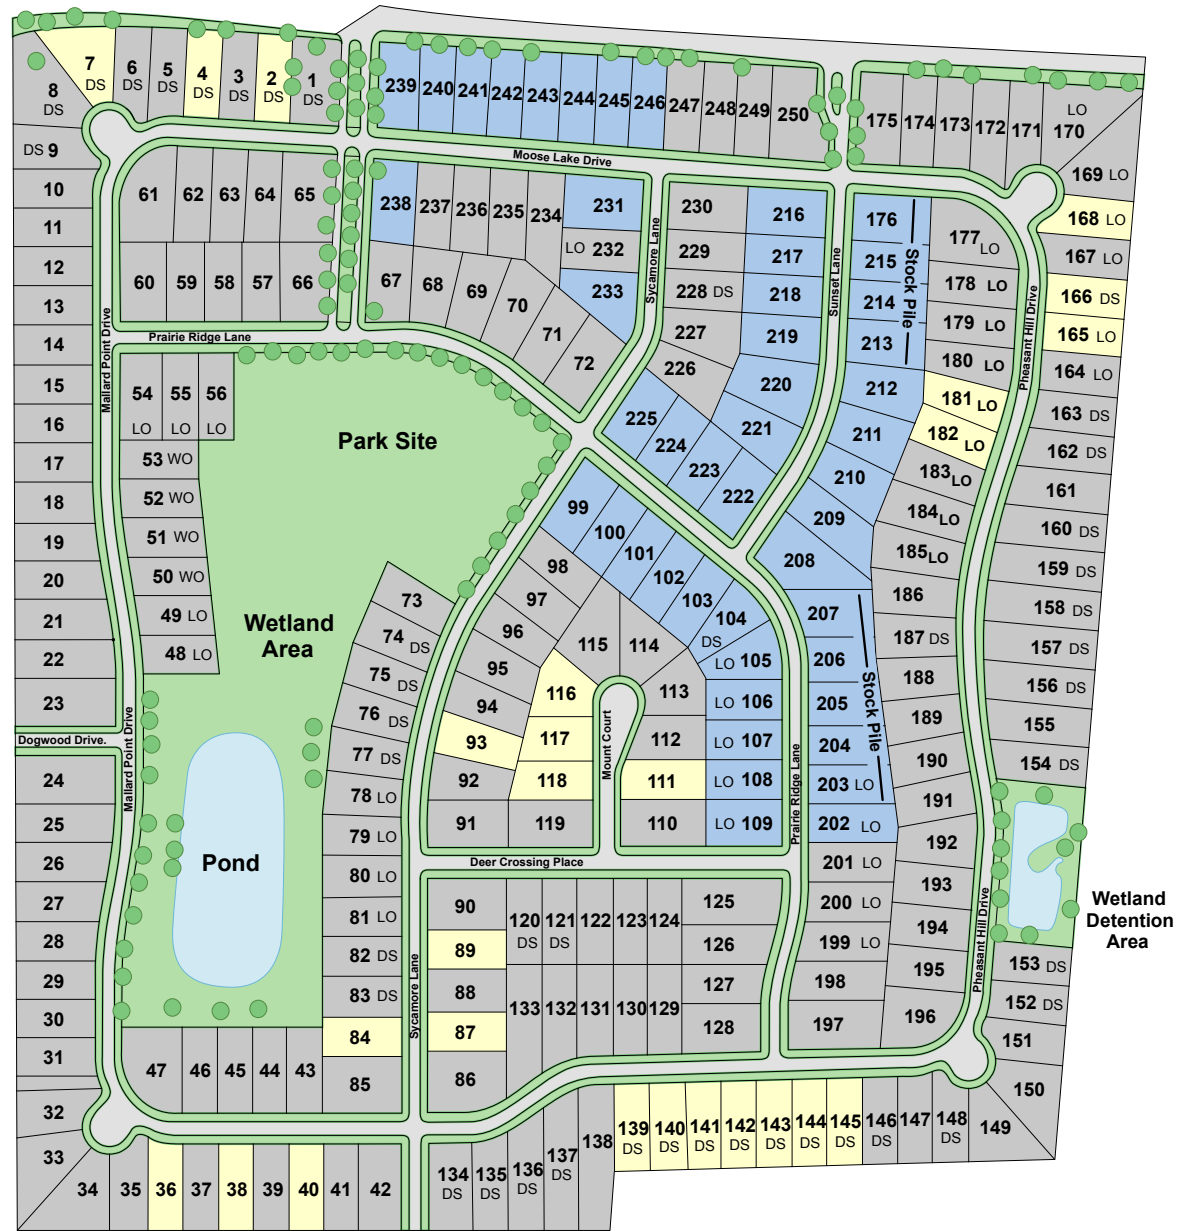 7
DS
6
DS
5
DS
4
DS
3
DS
2
DS
1
DS
8
DS
DS 9
10
11
12
13
14
15
16
17
18
19
20
21
22
23
Dogwood Drive.
24
25
26
27
28
29
30
31
32
33
34
35
36
37
38
39
40
41
42
61
62
63
64
65
60
59
58
57
66
Prairie Ridge Lane
Mallard Point Drive
54
LO
55
LO
56
LO
53 WO
52 WO
51 WO
50 WO
49 LO
48 LO
Mallard Point Drive
Park Site
Wetland
Area
Pond
47
46
45
44
43
239
240
241
242
243
244
245
246
247
248
249
250
Moose Lake Drive
238
237
236
235
234
231
LO 232
233
67
68
69
70
71
72
Sycamore Lane
230
229
228 DS
227
226
225
224
223
222
216
217
218
219
220
221
Sunset Lane
175
174
173
172
171
LO
170
169 LO
168 LO
167 LO
166 DS
165 LO
164 LO
163 DS
162 DS
161
160 DS
159 DS
158 DS
157 DS
156 DS
155
154 DS
176
215
214
213
Stock Pile
212
211
210
209
208
177 LO
178 LO
179 LO
180 LO
181 LO
182 LO
183 LO
184 LO
185 LO
186
187 DS
188
189
190
191
192
193
194
195
196
Pheasant Hill Drive
207
206
205
204
203 LO
Stock Pile
202 LO
201 LO
200 LO
199 LO
198
197
Prairie Ridge Lane
99
100
101
102
103
104
DS
LO 105
LO 106
LO 107
LO 108
LO 109
98
97
96
95
94
93
92
91
115
114
116
113
117
112
118
111
119
110
Mount Court
73
74 DS
75 DS
76 DS
77 DS
78 LO
79 LO
80 LO
81 LO
82 DS
83 DS
84
85
Sycamore Lane
Deer Crossing Place
90
89
88
87
86
120
DS
121
DS
122
123
124
125
126
127
128
133
132
131
130
129
Pheasant Hill Drive
Wetland
Detention
Area
153 DS
152 DS
151
150
149
134
DS
135
DS
136
DS
137
DS
138
139
DS
140
DS
141
DS
142
DS
143
DS
144
DS
145
DS
146
DS
147
148
DS